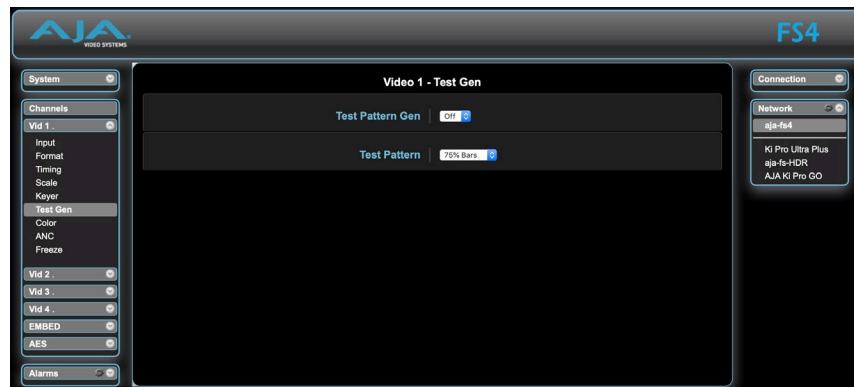 AJA
VIDEO SYSTEMS
FS4
System
Channels
Vid 1 .
Input
Format
Timing
Scale
Keyer
Test Gen
Color
ANC
Freeze
Vid 2 .
Vid 3 .
Vid 4 .
EMBED
AES
Alarms
Video 1 - Test Gen
Test Pattern Gen Off
Test Pattern 75% Bars
Connection
Network
aja-fs4
Ki Pro Ultra Plus
aja-fs-HDR
AJA Ki Pro GO